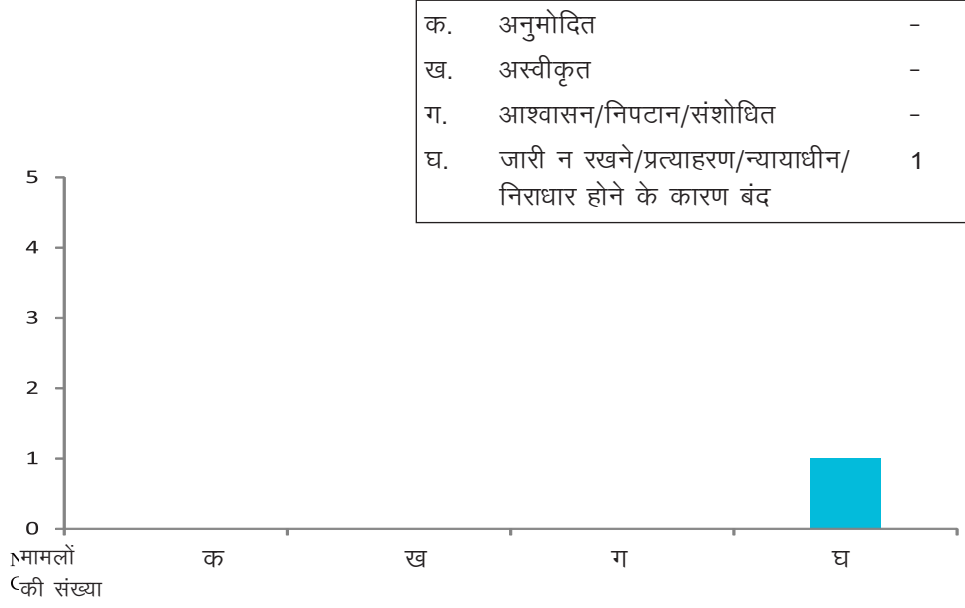 क. अनुमोदित -
ख. अस्वीकृत -
ग. आश्वासन/निपटान/संशोधित -
घ. जारी न रखने/प्रत्याहरण/न्यायाधीन/ 1
निराधार होने के कारण बंद
5
4
3
2
1
0
मामलों
की संख्या
क ख ग घ